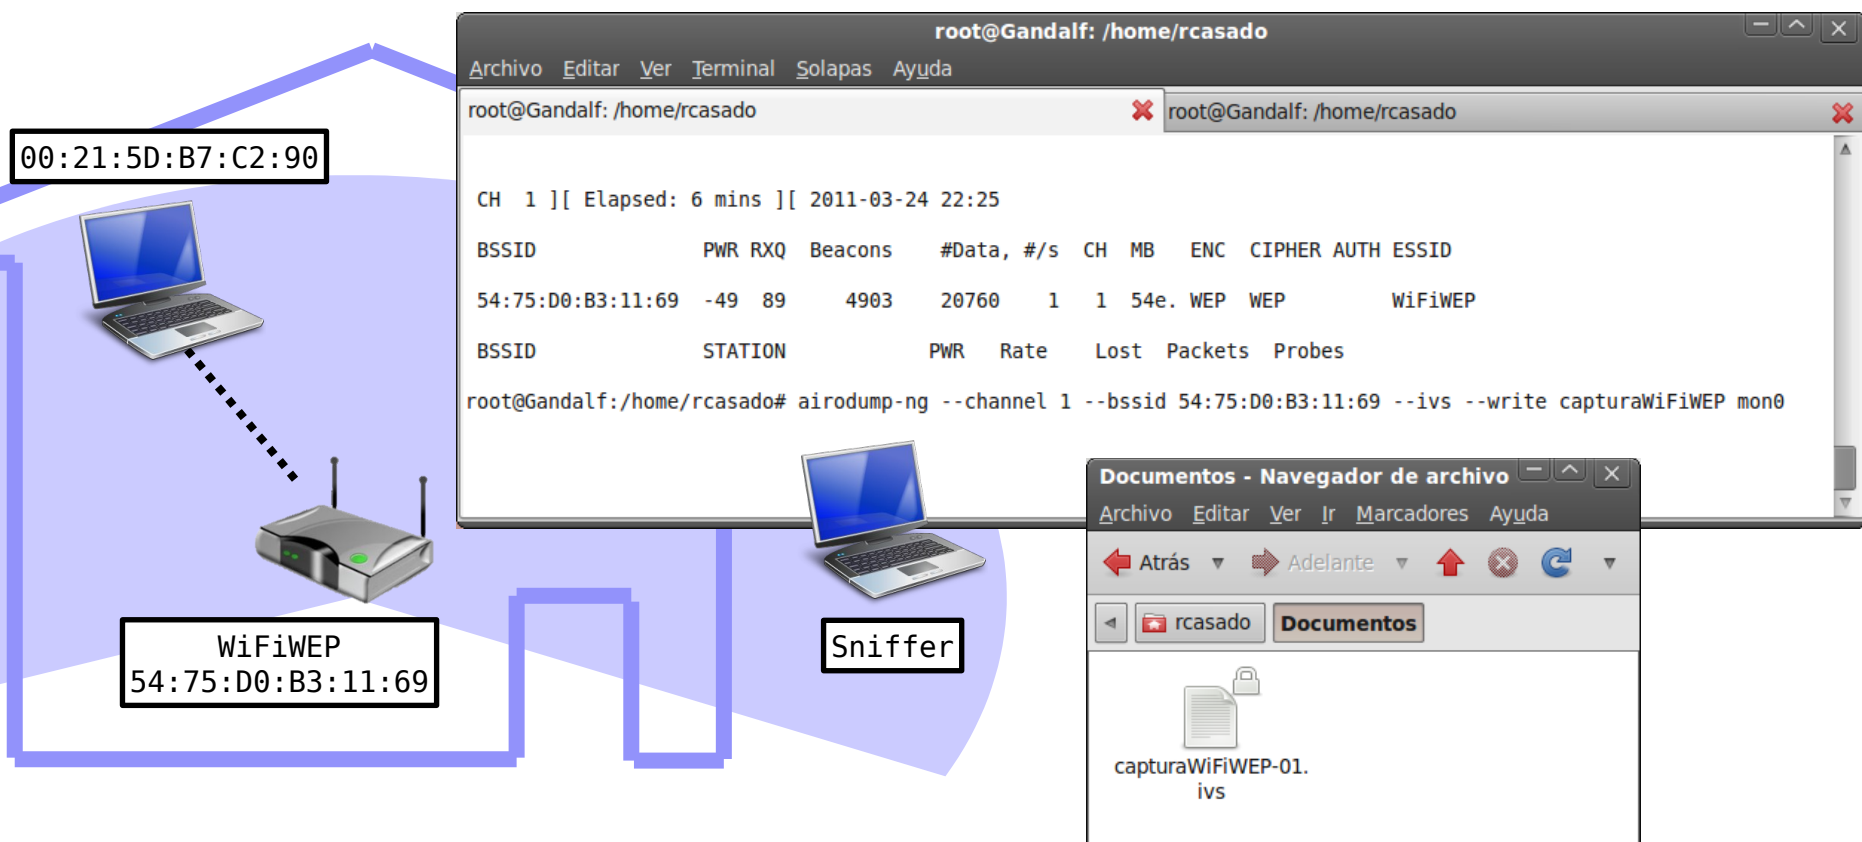 root@Gandalf: /home/rcasado
Archivo Editar Ver Terminal Solapas Ayuda
root@Gandalf: /home/rcasado
root@Gandalf: /home/rcasado
CH 1 ][ Elapsed: 6 mins ][ 2011-03-24 22:25
BSSID PWR RXQ Beacons #Data, #/s CH MB ENC CIPHER AUTH ESSID
54:75:D0:B3:11:69 -49 89 4903 20760 1 1 54e. WEP WEP WiFiWEP
BSSID STATION PWR Rate Lost Packets Probes
root@Gandalf:/home/rcasado# airodump-ng --channel 1 --bssid 54:75:D0:B3:11:69 --ivs --write capturaWiFiWEP mon0
00:21:5D:B7:C2:90
WiFiWEP
54:75:D0:B3:11:69
Sniffer
Documentos - Navegador de archivo
Archivo Editar Ver Ir Marcadores Ayuda
Atrás Adelante
rcasado Documentos
capturaWiFiWEP-01.
ivs